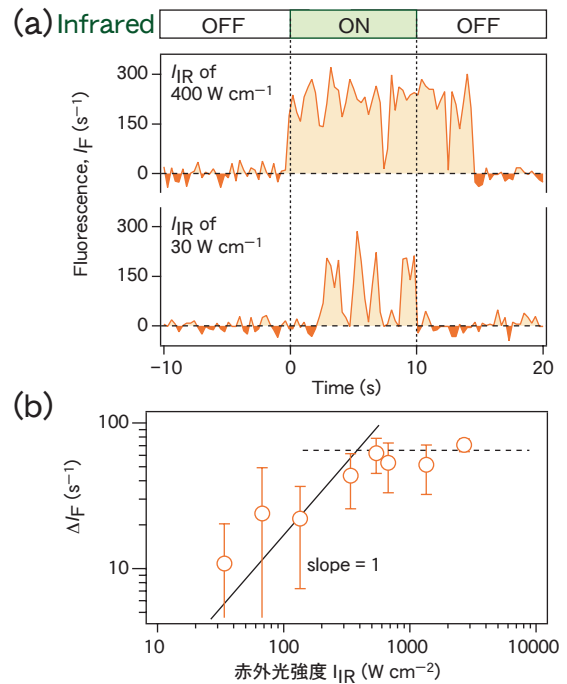 (a) Infrared OFF ON OFF
I_IR of
400 W cm⁻¹
300
150
0
I_IR of
30 W cm⁻¹
300
150
0
Fluorescence, I_F (s⁻¹)
−10 0 10 20
Time (s)
(b)
100
10
ΔI_F (s⁻¹)
slope = 1
10 100 1000 10000
赤外光強度 I_IR (W cm⁻²)